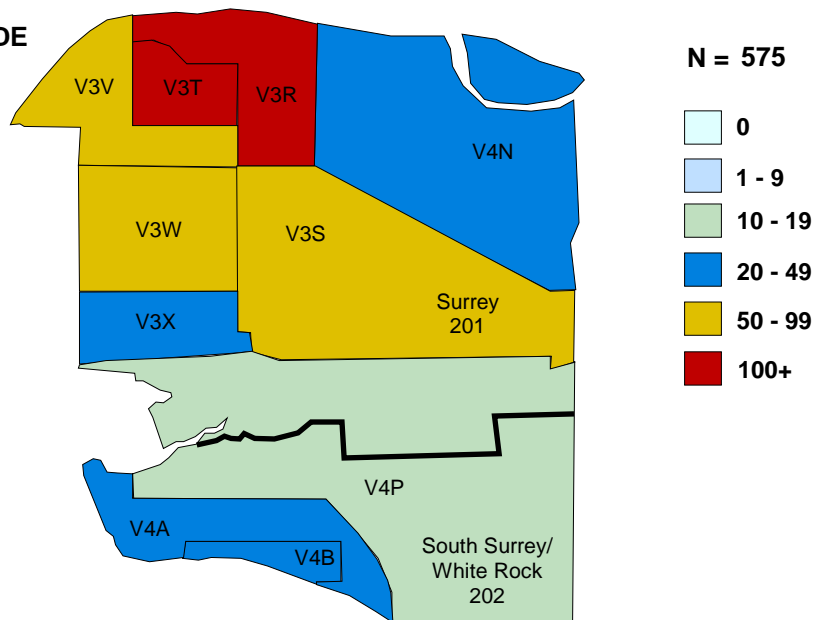 DE
N = 575
V3V
V3T
V3R
0
V4N
1 - 9
10 - 19
V3W
V3S
20 - 49
Surrey
201
V3X
50 - 99
100+
V4P
V4A
V4B
South Surrey/
White Rock
202